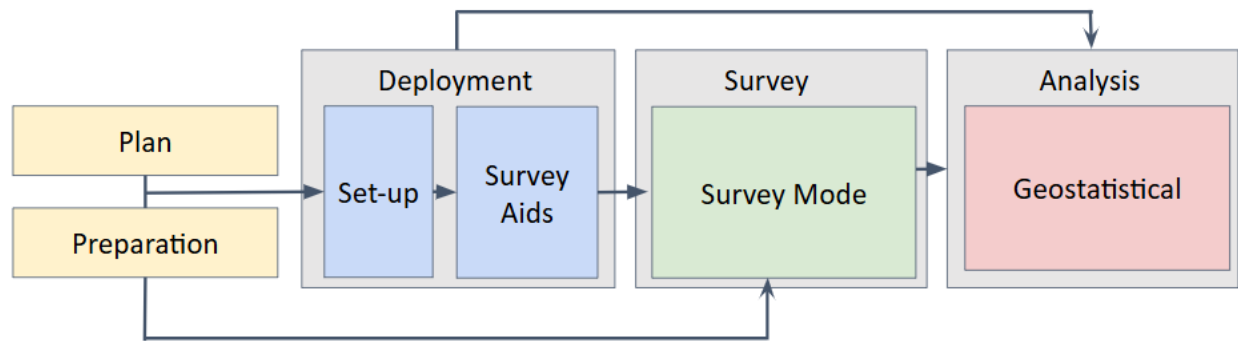 Plan
Preparation
Deployment
Set-up
Survey
Aids
Survey
Survey Mode
Analysis
Geostatistical